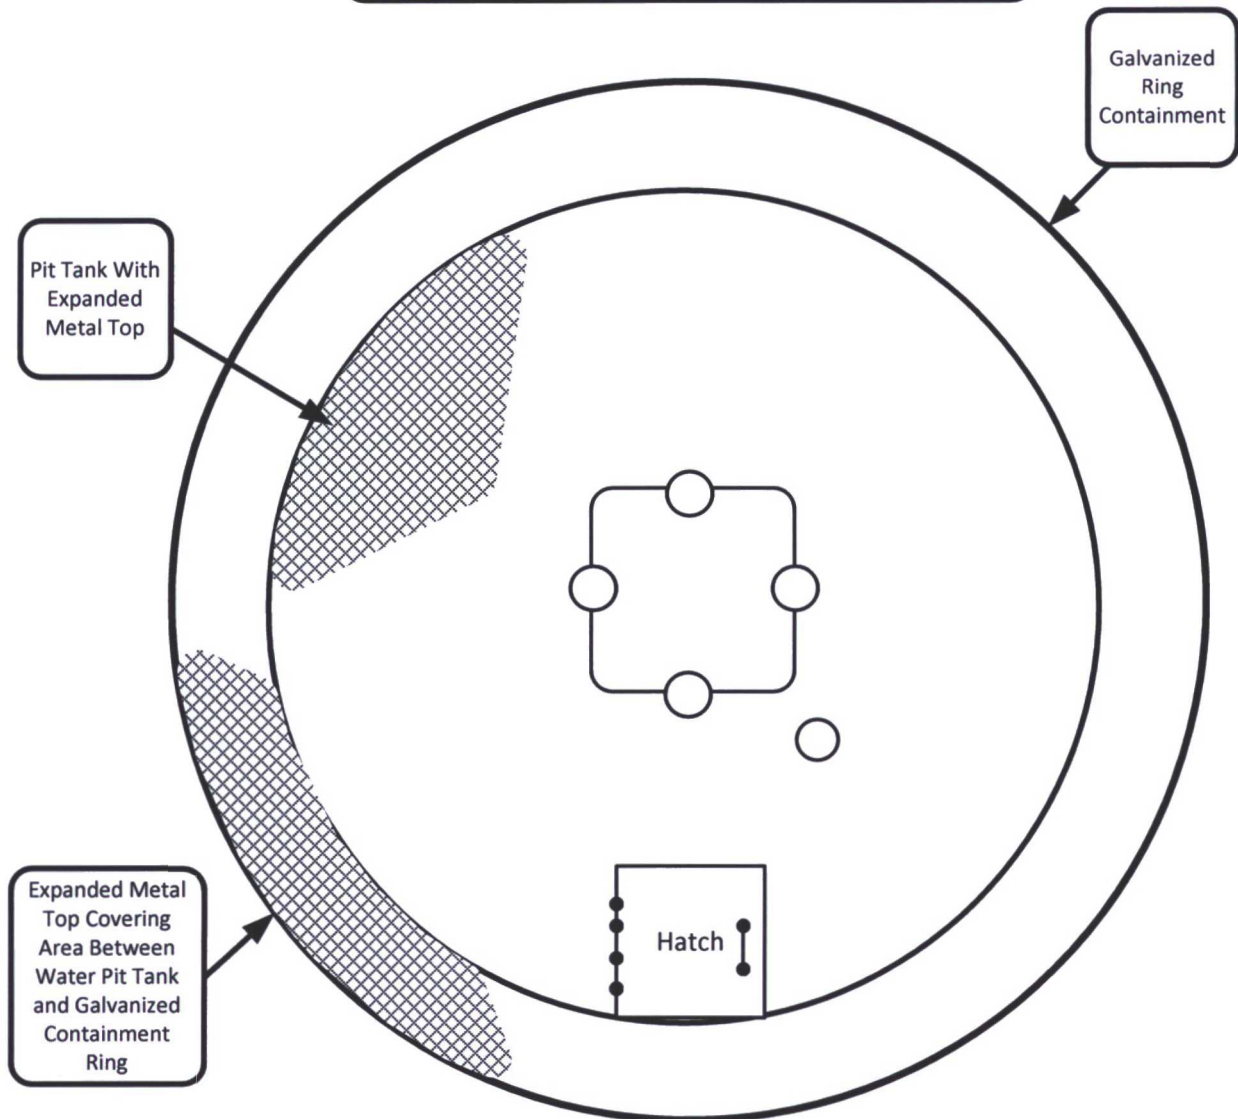 Galvanized
Ring
Containment
Pit Tank With
Expanded
Metal Top
Expanded Metal
Top Covering
Area Between
Water Pit Tank
and Galvanized
Containment
Ring
Hatch